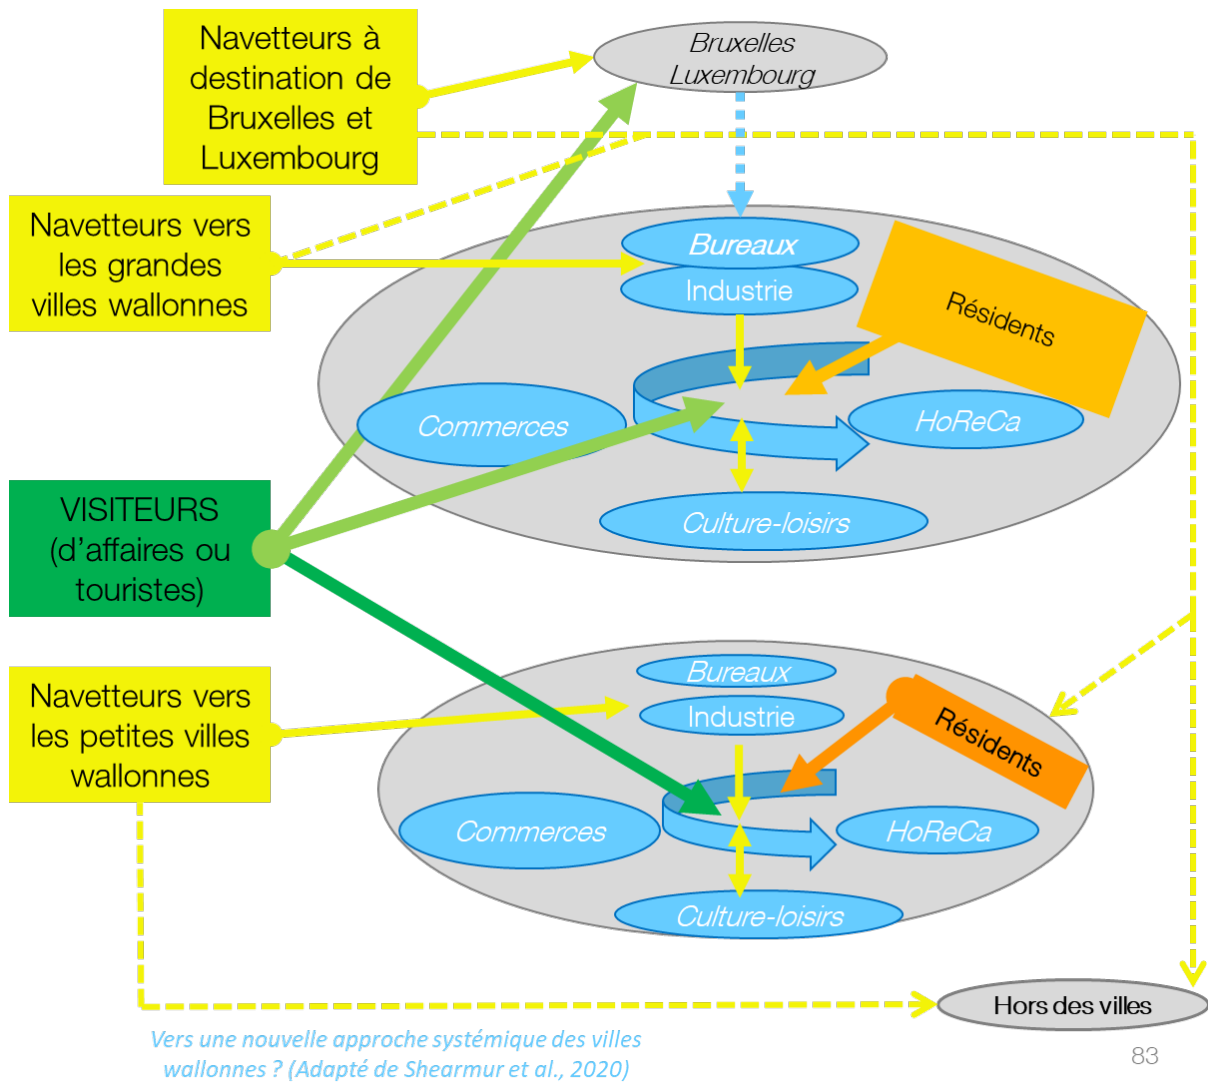 Navetteurs à
destination de
Bruxelles et
Luxembourg
Bruxelles
Luxembourg
Navetteurs vers
les grandes
villes wallonnes
Bureaux
Industrie
Résidents
Commerces
HoReCa
Culture-loisirs
VISITEURS
(d'affaires ou
touristes)
Navetteurs vers
les petites villes
wallonnes
Bureaux
Industrie
Résidents
Commerces
HoReCa
Culture-loisirs
Hors des villes
Vers une nouvelle approche systémique des villes
wallonnes ? (Adapté de Shearmur et al., 2020)
83